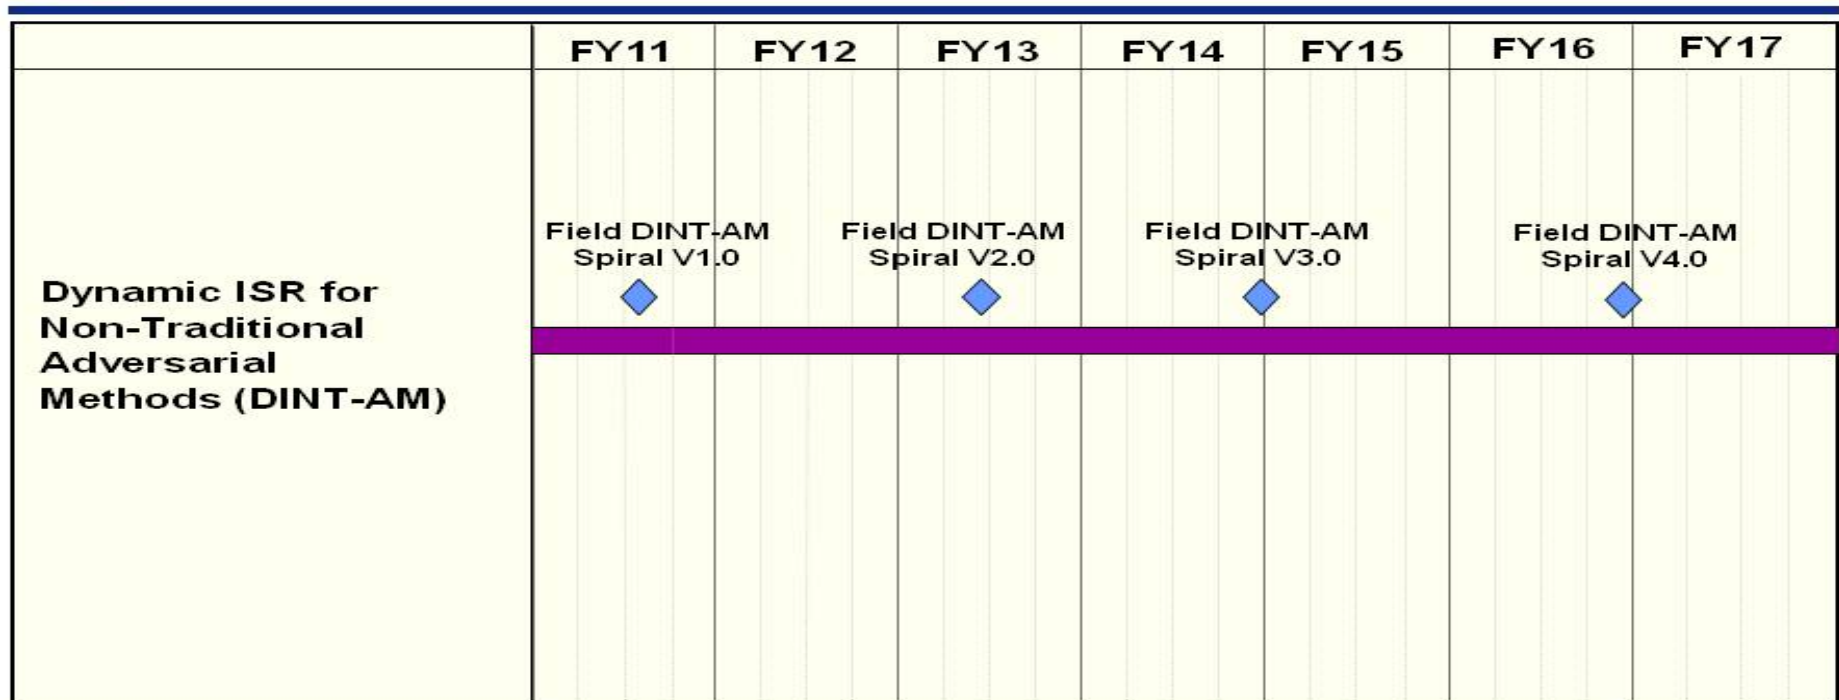 FY11 FY12 FY13 FY14 FY15 FY16 FY17
Field DINT-AM
Spiral V1.0
Field DINT-AM
Spiral V2.0
Field DINT-AM
Spiral V3.0
Field DINT-AM
Spiral V4.0
Dynamic ISR for
Non-Traditional
Adversarial
Methods (DINT-AM)